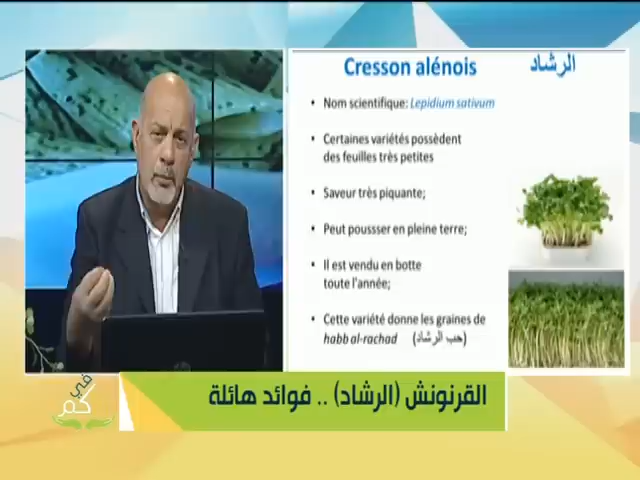 Cresson alénois الرشاد
• Nom scientifique: Lepidium sativum
• Certaines variétés possèdent
des feuilles très petites
• Saveur très piquante;
• Peut poussser en pleine terre;
• Il est vendu en botte
toute l'année;
• Cette variété donne les graines de
habb al-rachad (حب الرشاد)
القرنونش (الرشاد) .. فوائد هائلة
في
كم